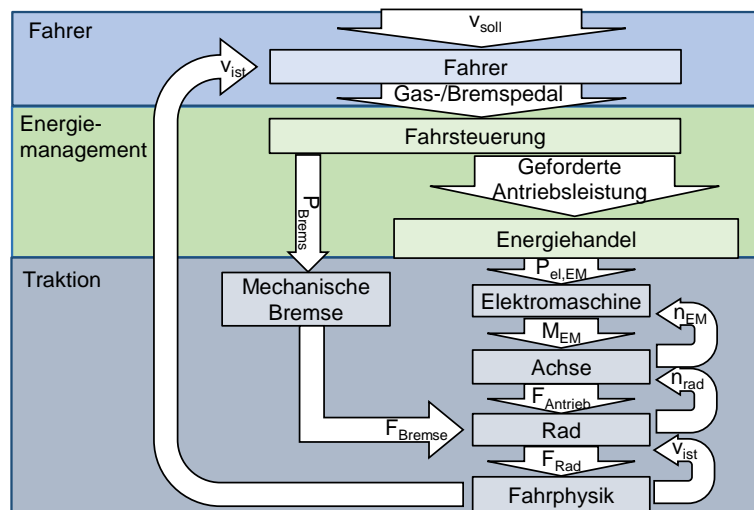 Fahrer
v_soll
v_ist
Fahrer
Gas-/Bremspedal
Energie-
management
Fahrsteuerung
P_Brems
Geforderte
Antriebsleistung
Energiehandel
Traktion
P_el,EM
Mechanische
Bremse
Elektromaschine
n_EM
M_EM
Achse
n_rad
F_Antrieb
F_Bremse
Rad
v_ist
F_Rad
Fahrphysik